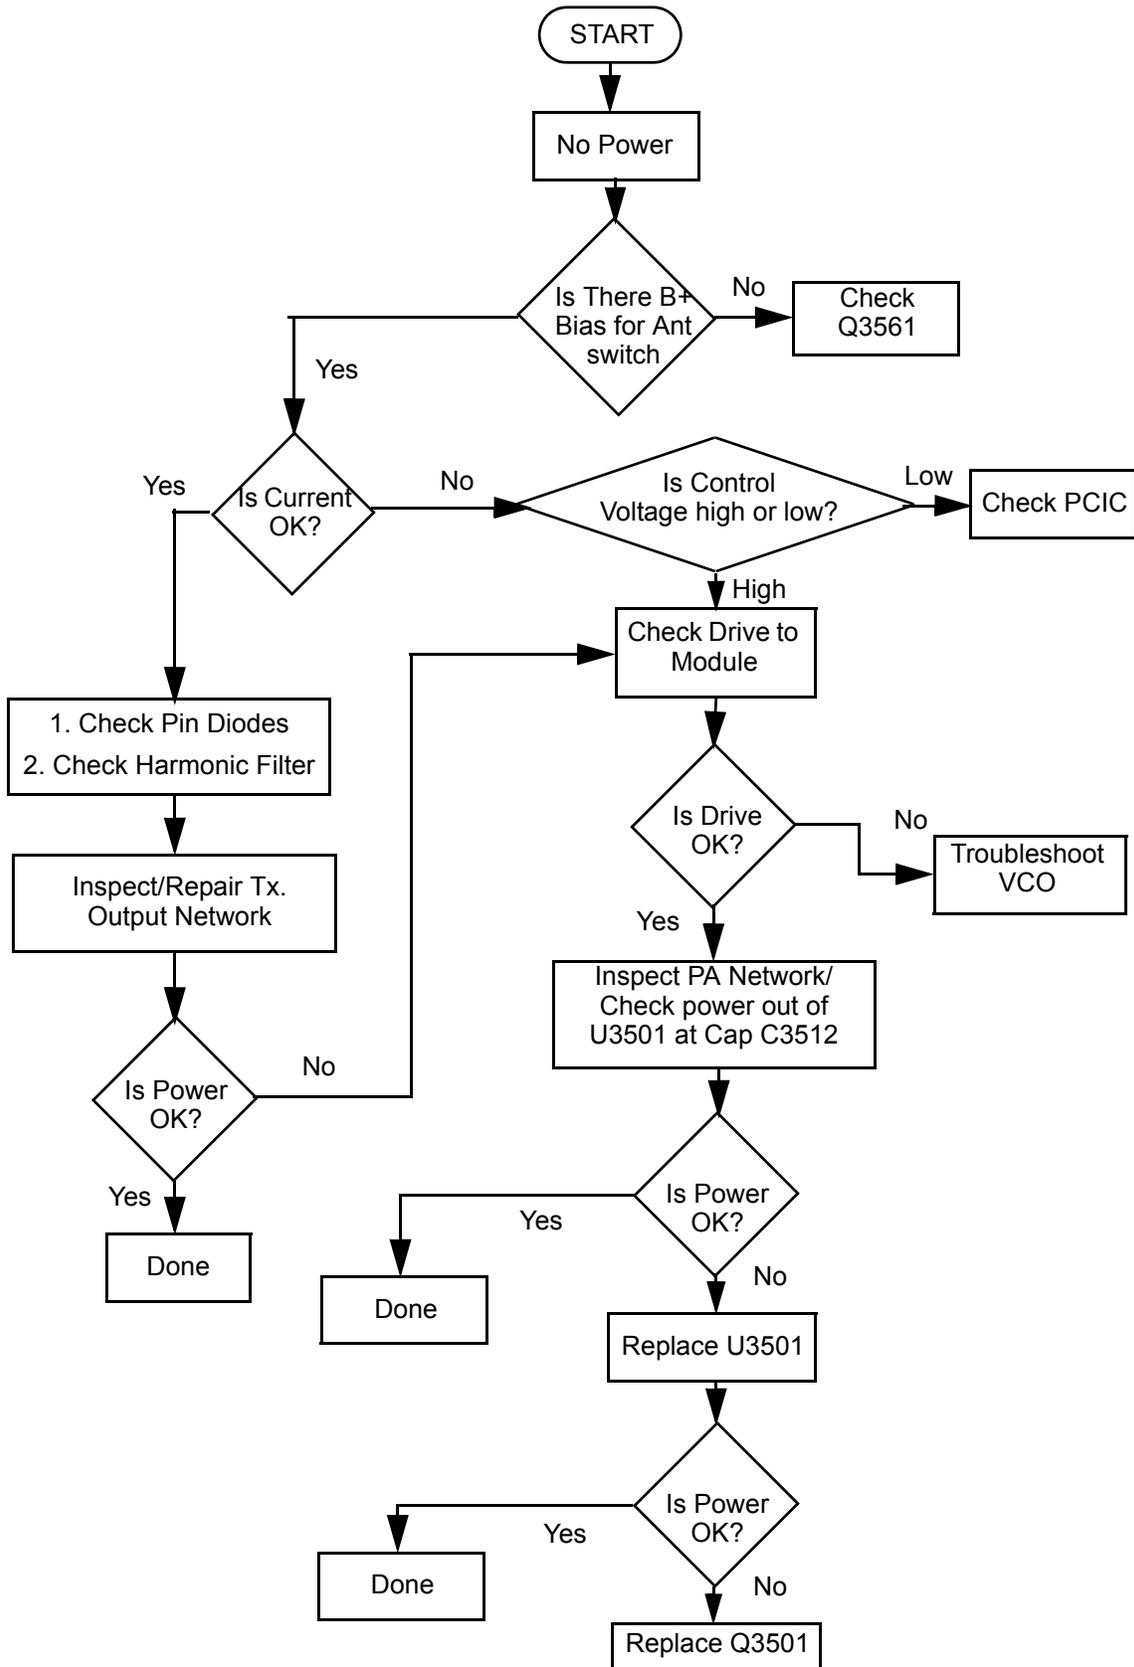 START
No Power
Is There B+
Bias for Ant
switch
No
Check
Q3561
Yes
Is Current
OK?
Yes
No
Is Control
Voltage high or low?
Low
Check PCIC
High
Check Drive to
Module
1. Check Pin Diodes
2. Check Harmonic Filter
Is Drive
OK?
No
Troubleshoot
VCO
Inspect/Repair Tx.
Output Network
Yes
Inspect PA Network/
Check power out of
U3501 at Cap C3512
Is Power
OK?
No
Yes
Done
Is Power
OK?
Yes
Done
No
Replace U3501
Is Power
OK?
Yes
Done
No
Replace Q3501